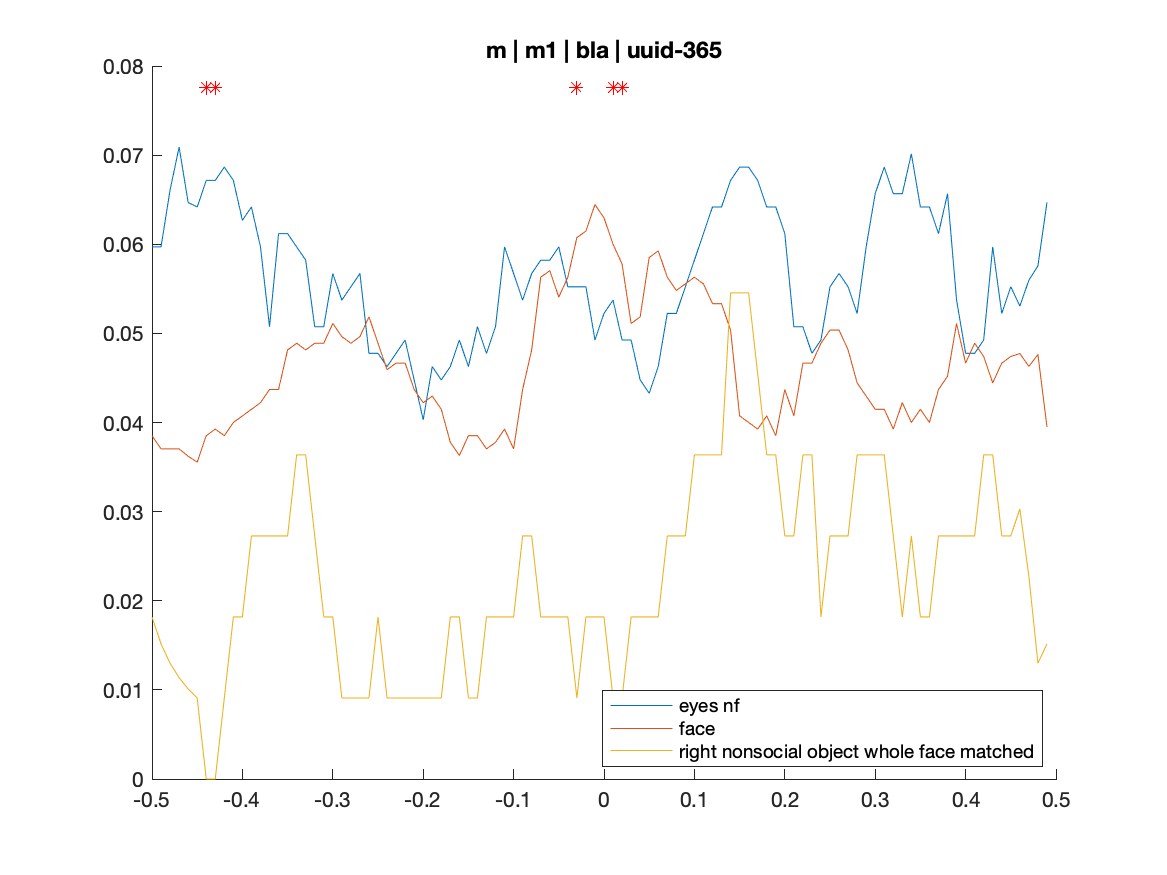 m | m1 | bla | uuid-365
0.08
0.07
0.06
0.05
0.04
0.03
0.02
0.01
0
-0.5 -0.4 -0.3 -0.2 -0.1 0 0.1 0.2 0.3 0.4 0.5
eyes nf
face
right nonsocial object whole face matched